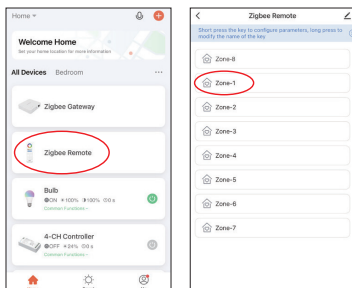 Home
Welcome Home
Set your home location for more information
All Devices Bedroom ...
Zigbee Gateway
Zigbee Remote
Bulb
ON 100% 100% 0 s
Common Functions
4-CH Controller
OFF 24% 0 s
Common Functions
Zigbee Remote
Short press the key to configure parameters, long press to
modify the name of the key
Zone-8
Zone-1
Zone-2
Zone-3
Zone-4
Zone-5
Zone-6
Zone-7